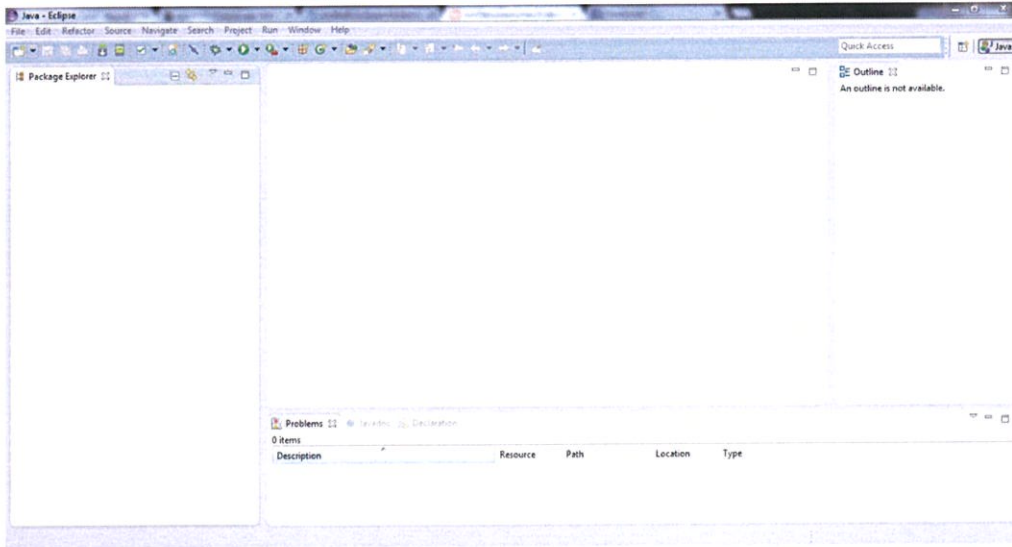 Java - Eclipse
File Edit Refactor Source Navigate Search Project Run Window Help
Quick Access
Java
Package Explorer
Outline
An outline is not available.
Problems Javadoc Declaration
0 items
Description Resource Path Location Type